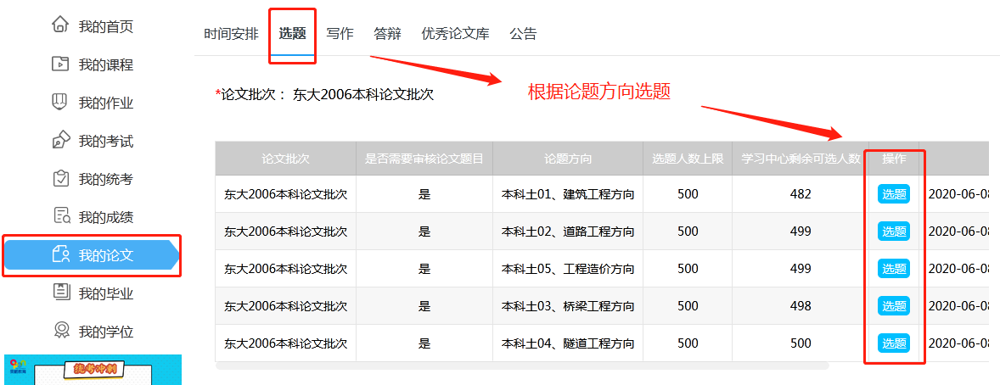 我的首页
我的课程
我的作业
我的考试
我的统考
我的成绩
我的论文
我的毕业
我的学位
统考冲刺
时间安排 选题 写作 答辩 优秀论文库 公告
*论文批次： 东大2006本科论文批次
根据论题方向选题
论文批次 是否需要审核论文题目 论题方向 选题人数上限 学习中心剩余可选人数 操作
东大2006本科论文批次 是 本科土01、建筑工程方向 500 482 选题 2020-06-08
东大2006本科论文批次 是 本科土02、道路工程方向 500 499 选题 2020-06-08
东大2006本科论文批次 是 本科土05、工程造价方向 500 499 选题 2020-06-08
东大2006本科论文批次 是 本科土03、桥梁工程方向 500 498 选题 2020-06-08
东大2006本科论文批次 是 本科土04、隧道工程方向 500 500 选题 2020-06-08